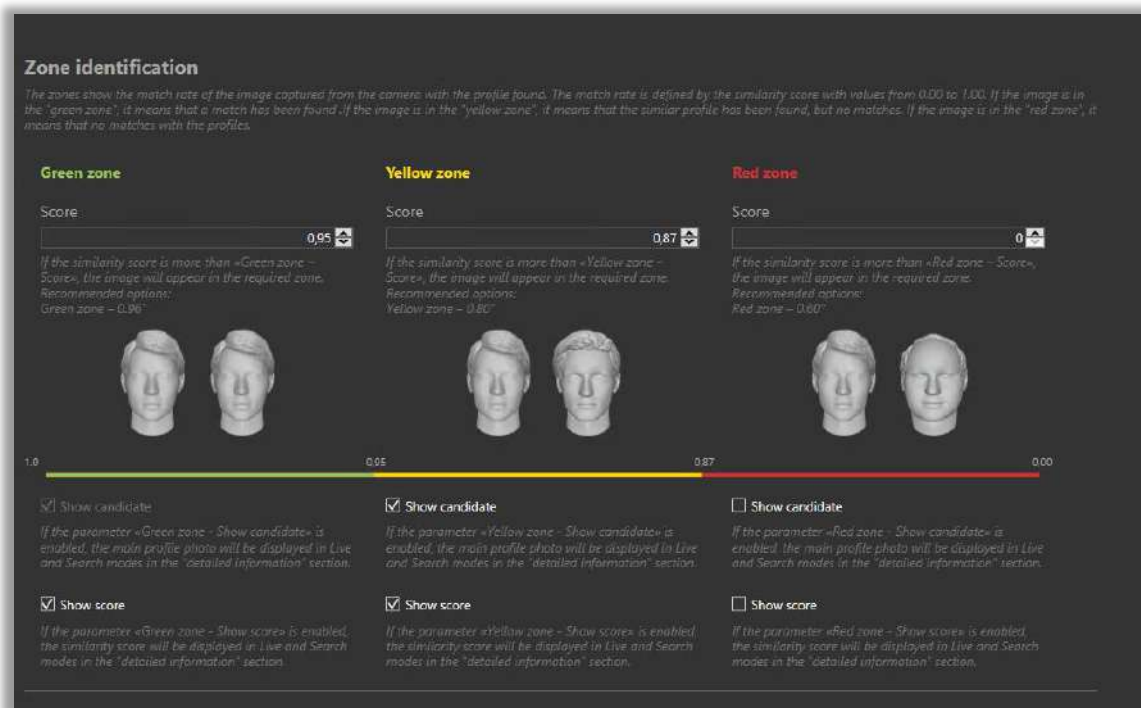 Zone identification
The zones show the match rate of the image captured from the camera with the profile found. The match rate is defined by the similarity score with values from 0.00 to 1.00. If the image is in
the "green zone", it means that a match has been found .If the image is in the "yellow zone", it means that the similar profile has been found, but no matches. If the image is in the "red zone", it
means that no matches with the profiles.
Green zone
Yellow zone
Red zone
Score
Score
Score
0,95
0,87
0
If the similarity score is more than «Green zone –
Score», the image will appear in the required zone.
Recommended options:
Green zone – 0.96"
If the similarity score is more than «Yellow zone –
Score», the image will appear in the required zone.
Recommended options:
Yellow zone – 0.80"
If the similarity score is more than «Red zone – Score»,
the image will appear in the required zone.
Recommended options:
Red zone – 0.60"
1.0
0,95
0,87
0,00
Show candidate
Show candidate
Show candidate
If the parameter «Green zone - Show candidate» is
enabled, the main profile photo will be displayed in Live
and Search modes in the "detailed information" section.
If the parameter «Yellow zone - Show candidate» is
enabled, the main profile photo will be displayed in Live
and Search modes in the "detailed information" section.
If the parameter «Red zone - Show candidate» is
enabled, the main profile photo will be displayed in Live
and Search modes in the "detailed information" section.
Show score
Show score
Show score
If the parameter «Green zone - Show score» is enabled,
the similarity score will be displayed in Live and Search
modes in the "detailed information" section.
If the parameter «Yellow zone - Show score» is enabled,
the similarity score will be displayed in Live and Search
modes in the "detailed information" section.
If the parameter «Red zone - Show score» is enabled,
the similarity score will be displayed in Live and Search
modes in the "detailed information" section.